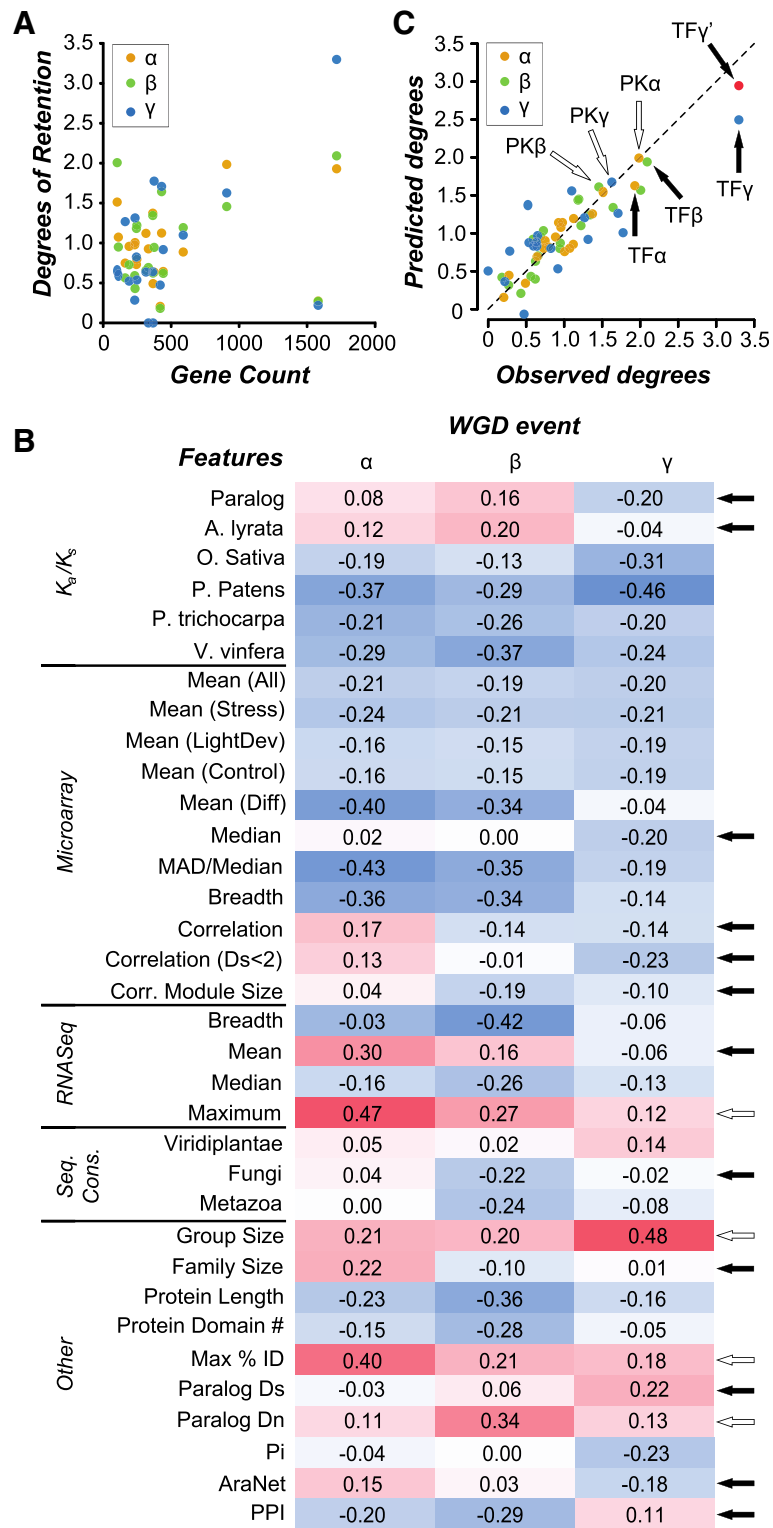 A
C
α
β
γ
3.5
3.0
2.5
2.0
1.5
1.0
0.5
0
0 500 1000 1500 2000
Degrees of Retention
Gene Count
α
β
γ
3.5
3.0
2.5
2.0
1.5
1.0
0.5
0
0 0.5 1.0 1.5 2.0 2.5 3.0 3.5
Predicted degrees
Observed degrees
TFγ'
PKα
PKγ
PKβ
TFγ
TFβ
TFα
B
WGD event
Features α β γ
Ka/Ks
Paralog 0.08 0.16 -0.20
A. lyrata 0.12 0.20 -0.04
O. Sativa -0.19 -0.13 -0.31
P. Patens -0.37 -0.29 -0.46
P. trichocarpa -0.21 -0.26 -0.20
V. vinfera -0.29 -0.37 -0.24
Microarray
Mean (All) -0.21 -0.19 -0.20
Mean (Stress) -0.24 -0.21 -0.21
Mean (LightDev) -0.16 -0.15 -0.19
Mean (Control) -0.16 -0.15 -0.19
Mean (Diff) -0.40 -0.34 -0.04
Median 0.02 0.00 -0.20
MAD/Median -0.43 -0.35 -0.19
Breadth -0.36 -0.34 -0.14
Correlation 0.17 -0.14 -0.14
Correlation (Ds<2) 0.13 -0.01 -0.23
Corr. Module Size 0.04 -0.19 -0.10
RNASeq
Breadth -0.03 -0.42 -0.06
Mean 0.30 0.16 -0.06
Median -0.16 -0.26 -0.13
Maximum 0.47 0.27 0.12
Seq.
Cons.
Viridiplantae 0.05 0.02 0.14
Fungi 0.04 -0.22 -0.02
Metazoa 0.00 -0.24 -0.08
Other
Group Size 0.21 0.20 0.48
Family Size 0.22 -0.10 0.01
Protein Length -0.23 -0.36 -0.16
Protein Domain # -0.15 -0.28 -0.05
Max % ID 0.40 0.21 0.18
Paralog Ds -0.03 0.06 0.22
Paralog Dn 0.11 0.34 0.13
Pi -0.04 0.00 -0.23
AraNet 0.15 0.03 -0.18
PPI -0.20 -0.29 0.11